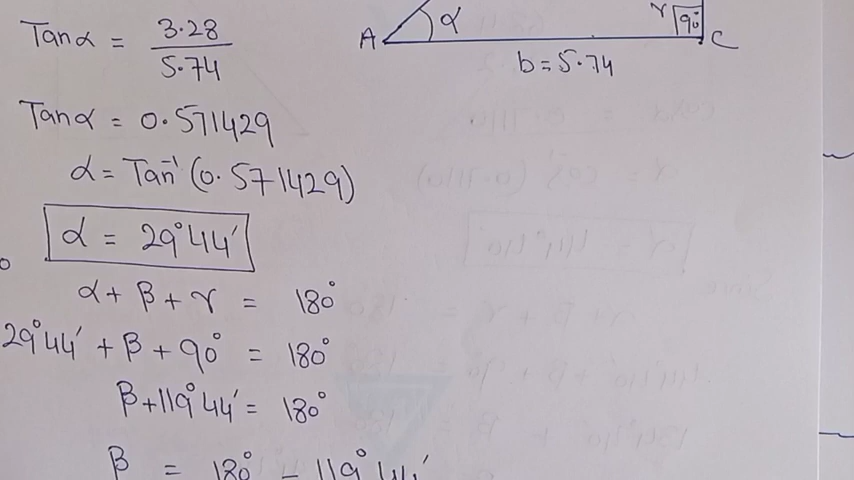 Tanα = 3.28 / 5.74
A α γ 90° C
b = 5.74
Tanα = 0.571429
α = Tan⁻¹ (0.571429)
α = 29°44'
α + β + γ = 180°
29°44' + β + 90° = 180°
β + 119°44' = 180°
β = 180° - 119°44'